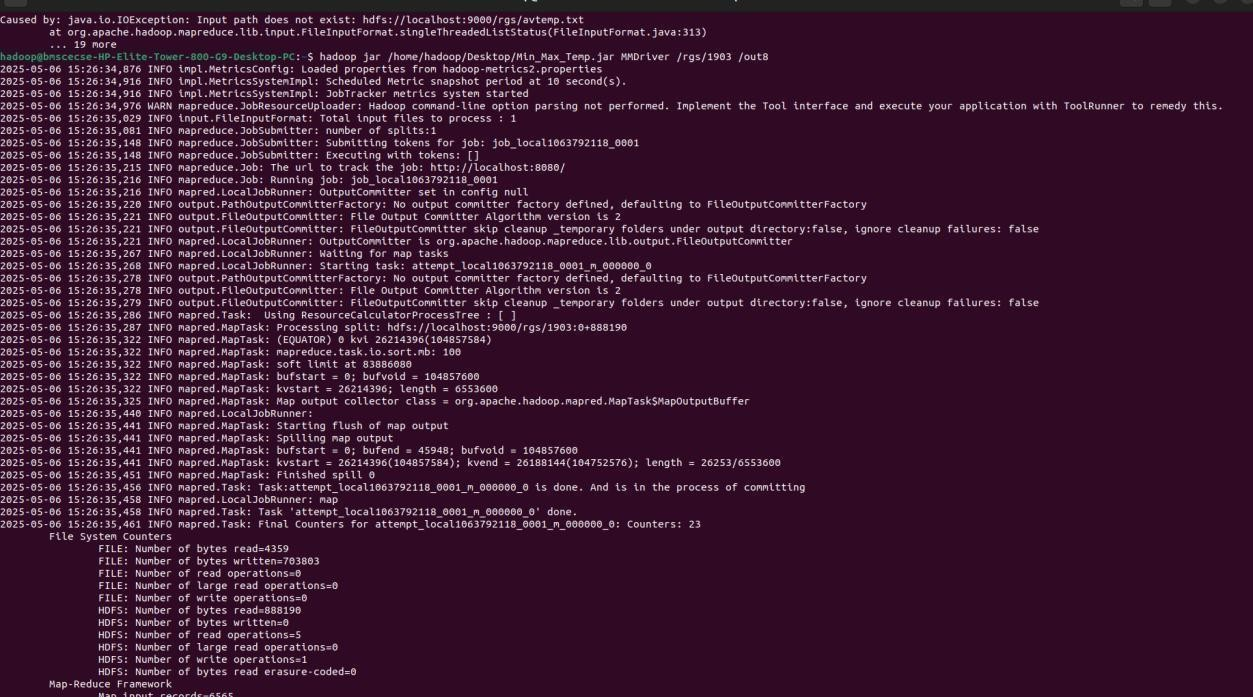 Caused by: java.io.IOException: Input path does not exist: hdfs://localhost:9000/rgs/avtemp.txt
at org.apache.hadoop.mapreduce.lib.input.FileInputFormat.singleThreadedListStatus(FileInputFormat.java:313)
... 19 more
hadoop@bmscecse-HP-Elite-Tower-800-G9-Desktop-PC:~$ hadoop jar /home/hadoop/Desktop/Min_Max_Temp.jar MMDriver /rgs/1903 /out8
2025-05-06 15:26:34,876 INFO impl.MetricsConfig: Loaded properties from hadoop-metrics2.properties
2025-05-06 15:26:34,916 INFO impl.MetricsSystemImpl: Scheduled Metric snapshot period at 10 second(s).
2025-05-06 15:26:34,916 INFO impl.MetricsSystemImpl: JobTracker metrics system started
2025-05-06 15:26:34,976 WARN mapreduce.JobResourceUploader: Hadoop command-line option parsing not performed. Implement the Tool interface and execute your application with ToolRunner to remedy this.
2025-05-06 15:26:35,029 INFO input.FileInputFormat: Total input files to process : 1
2025-05-06 15:26:35,081 INFO mapreduce.JobSubmitter: number of splits:1
2025-05-06 15:26:35,148 INFO mapreduce.JobSubmitter: Submitting tokens for job: job_local1063792118_0001
2025-05-06 15:26:35,148 INFO mapreduce.JobSubmitter: Executing with tokens: []
2025-05-06 15:26:35,215 INFO mapreduce.Job: The url to track the job: http://localhost:8080/
2025-05-06 15:26:35,216 INFO mapreduce.Job: Running job: job_local1063792118_0001
2025-05-06 15:26:35,216 INFO mapred.LocalJobRunner: OutputCommitter set in config null
2025-05-06 15:26:35,220 INFO output.PathOutputCommitterFactory: No output committer factory defined, defaulting to FileOutputCommitterFactory
2025-05-06 15:26:35,221 INFO output.FileOutputCommitter: File Output Committer Algorithm version is 2
2025-05-06 15:26:35,221 INFO output.FileOutputCommitter: FileOutputCommitter skip cleanup _temporary folders under output directory:false, ignore cleanup failures: false
2025-05-06 15:26:35,221 INFO mapred.LocalJobRunner: OutputCommitter is org.apache.hadoop.mapreduce.lib.output.FileOutputCommitter
2025-05-06 15:26:35,267 INFO mapred.LocalJobRunner: Waiting for map tasks
2025-05-06 15:26:35,268 INFO mapred.LocalJobRunner: Starting task: attempt_local1063792118_0001_m_000000_0
2025-05-06 15:26:35,278 INFO output.PathOutputCommitterFactory: No output committer factory defined, defaulting to FileOutputCommitterFactory
2025-05-06 15:26:35,278 INFO output.FileOutputCommitter: File Output Committer Algorithm version is 2
2025-05-06 15:26:35,279 INFO output.FileOutputCommitter: FileOutputCommitter skip cleanup _temporary folders under output directory:false, ignore cleanup failures: false
2025-05-06 15:26:35,286 INFO mapred.Task:  Using ResourceCalculatorProcessTree : [ ]
2025-05-06 15:26:35,287 INFO mapred.MapTask: Processing split: hdfs://localhost:9000/rgs/1903:0+888190
2025-05-06 15:26:35,322 INFO mapred.MapTask: (EQUATOR) 0 kvi 26214396(104857584)
2025-05-06 15:26:35,322 INFO mapred.MapTask: mapreduce.task.io.sort.mb: 100
2025-05-06 15:26:35,322 INFO mapred.MapTask: soft limit at 83886080
2025-05-06 15:26:35,322 INFO mapred.MapTask: bufstart = 0; bufvoid = 104857600
2025-05-06 15:26:35,322 INFO mapred.MapTask: kvstart = 26214396; length = 6553600
2025-05-06 15:26:35,325 INFO mapred.MapTask: Map output collector class = org.apache.hadoop.mapred.MapTask$MapOutputBuffer
2025-05-06 15:26:35,440 INFO mapred.LocalJobRunner:
2025-05-06 15:26:35,441 INFO mapred.MapTask: Starting flush of map output
2025-05-06 15:26:35,441 INFO mapred.MapTask: Spilling map output
2025-05-06 15:26:35,441 INFO mapred.MapTask: bufstart = 0; bufend = 45948; bufvoid = 104857600
2025-05-06 15:26:35,441 INFO mapred.MapTask: kvstart = 26214396(104857584); kvend = 26188144(104752576); length = 26253/6553600
2025-05-06 15:26:35,451 INFO mapred.MapTask: Finished spill 0
2025-05-06 15:26:35,456 INFO mapred.Task: Task:attempt_local1063792118_0001_m_000000_0 is done. And is in the process of committing
2025-05-06 15:26:35,458 INFO mapred.LocalJobRunner: map
2025-05-06 15:26:35,458 INFO mapred.Task: Task 'attempt_local1063792118_0001_m_000000_0' done.
2025-05-06 15:26:35,461 INFO mapred.Task: Final Counters for attempt_local1063792118_0001_m_000000_0: Counters: 23
File System Counters
FILE: Number of bytes read=4359
FILE: Number of bytes written=703803
FILE: Number of read operations=0
FILE: Number of large read operations=0
FILE: Number of write operations=0
HDFS: Number of bytes read=888190
HDFS: Number of bytes written=0
HDFS: Number of read operations=5
HDFS: Number of large read operations=0
HDFS: Number of write operations=1
HDFS: Number of bytes read erasure-coded=0
Map-Reduce Framework
Map input records=6565